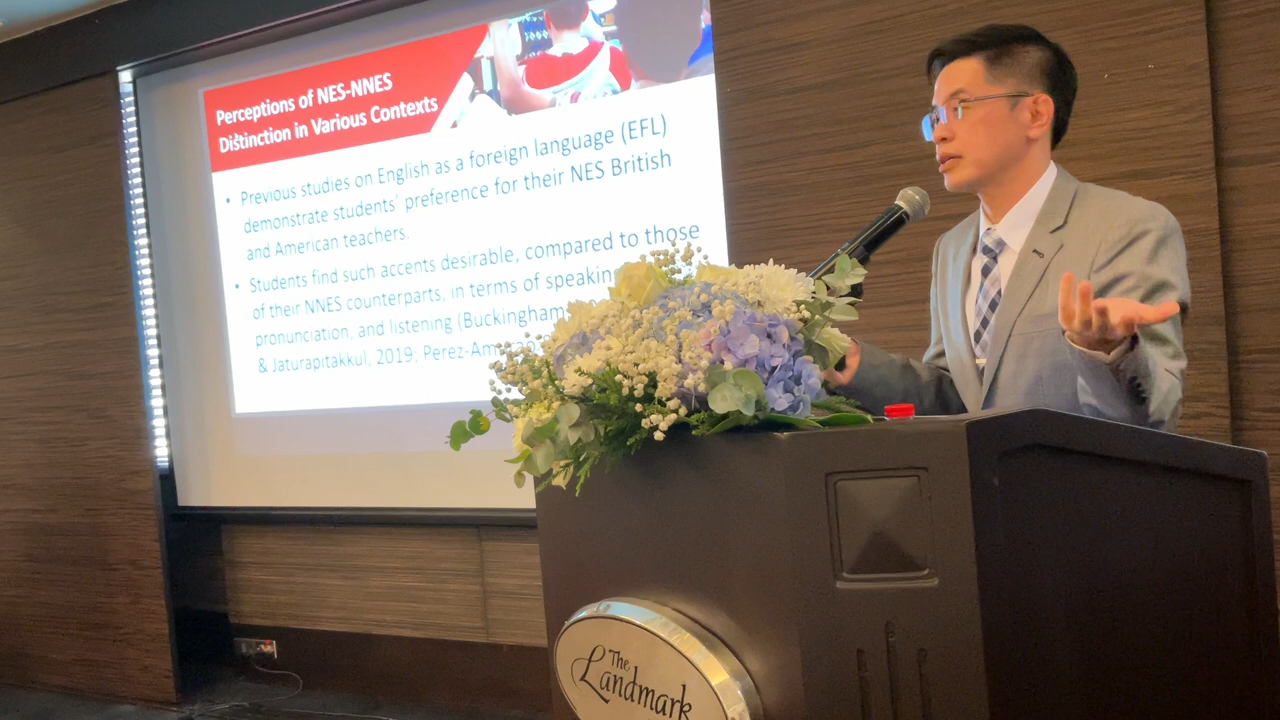 Perceptions of NES-NNES
Distinction in Various Contexts
• Previous studies on English as a foreign language (EFL)
demonstrate students' preference for their NES British
and American teachers.
• Students find such accents desirable, compared to those
of their NNES counterparts, in terms of speaking
pronunciation, and listening (Buckingham
& Jaturapitakkul, 2019; Perez-Am
The
Landmark